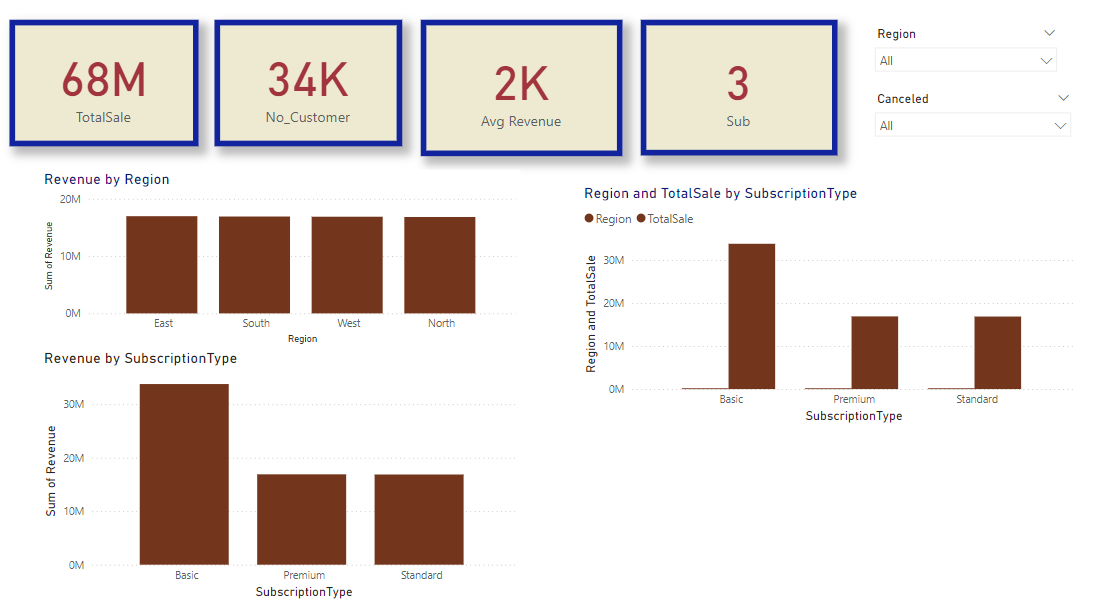 68M
TotalSale
34K
No_Customer
2K
Avg Revenue
3
Sub
Region
All
Canceled
All
Revenue by Region
20M
10M
0M
Sum of Revenue
East South West North
Region
Revenue by SubscriptionType
30M
20M
10M
0M
Sum of Revenue
Basic Premium Standard
SubscriptionType
Region and TotalSale by SubscriptionType
Region TotalSale
30M
20M
10M
0M
Region and TotalSale
Basic Premium Standard
SubscriptionType